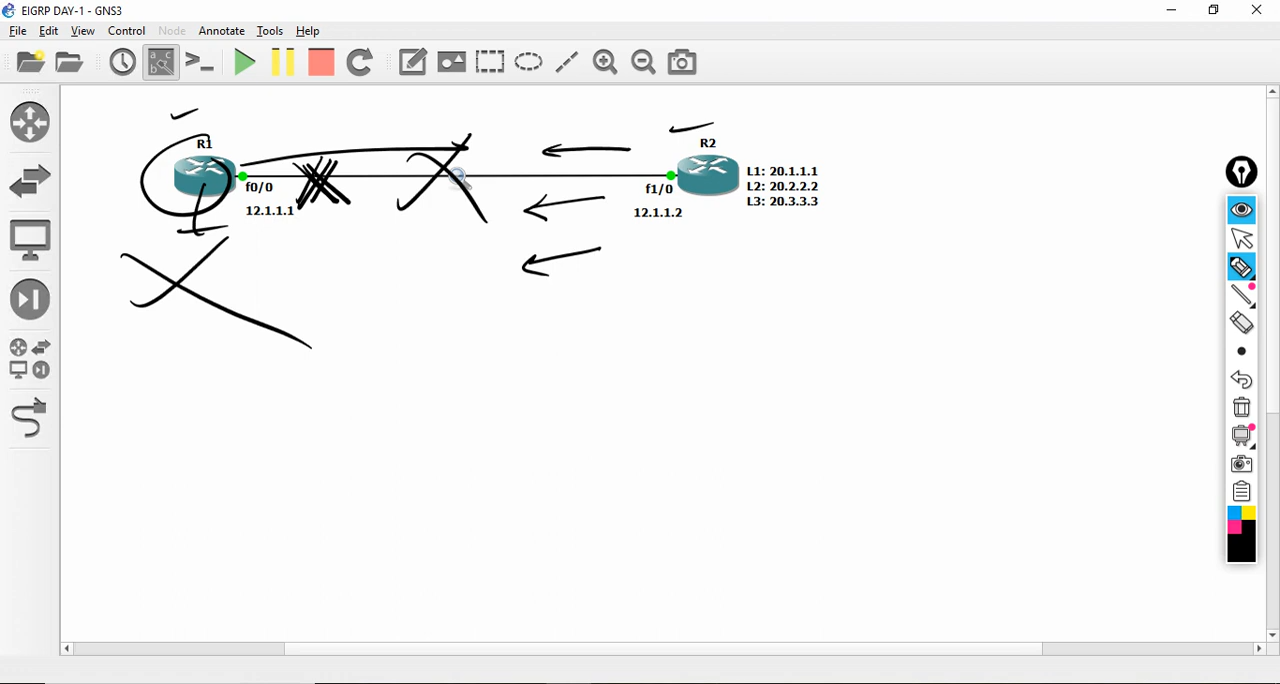 EIGRP DAY-1 - GNS3
File Edit View Control Node Annotate Tools Help
R1
f0/0
12.1.1.1
R2
f1/0
12.1.1.2
L1: 20.1.1.1
L2: 20.2.2.2
L3: 20.3.3.3